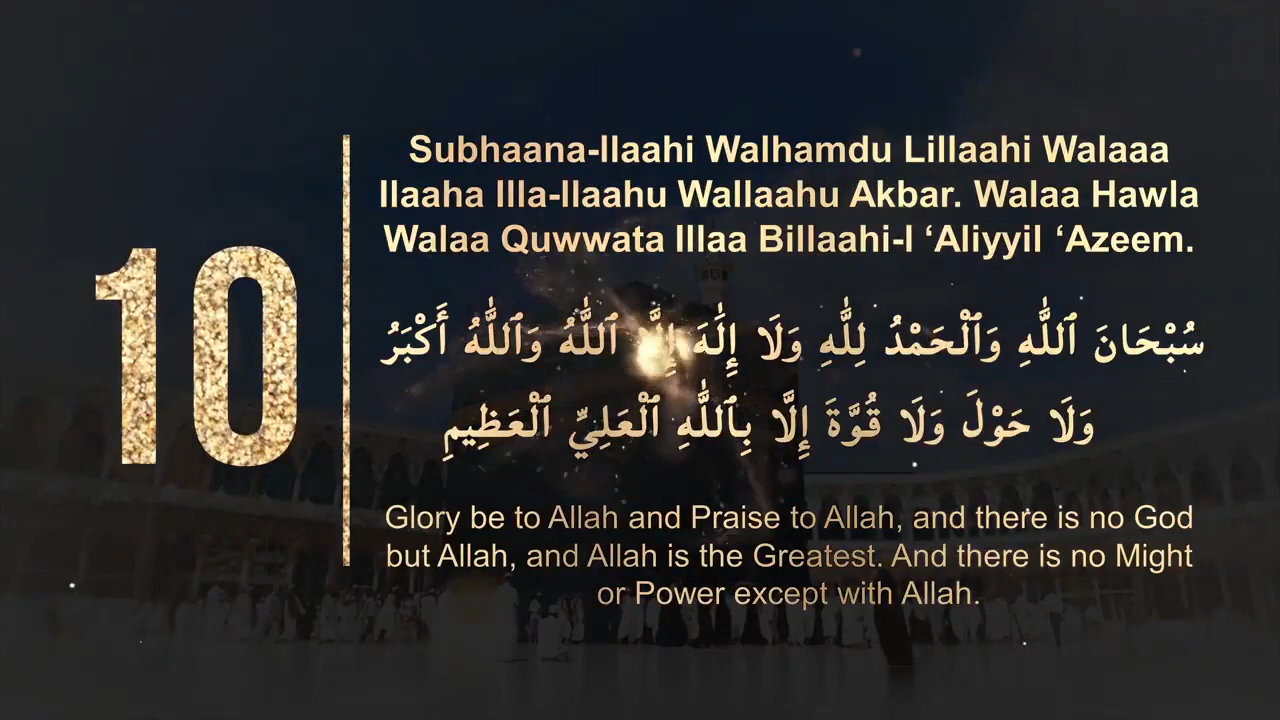 10
Subhaana-llaahi Walhamdu Lillaahi Walaaa
Ilaaha Illa-llaahu Wallaahu Akbar. Walaa Hawla
Walaa Quwwata Illaa Billaahi-l ‘Aliyyil ‘Azeem.
سُبْحَانَ ٱللَّٰهِ وَٱلْحَمْدُ لِلَّٰهِ وَلَا إِلَٰهَ إِلَّا ٱللَّٰهُ وَٱللَّٰهُ أَكْبَرُ
وَلَا حَوْلَ وَلَا قُوَّةَ إِلَّا بِٱللَّٰهِ ٱلْعَلِيِّ ٱلْعَظِيمِ
Glory be to Allah and Praise to Allah, and there is no God
but Allah, and Allah is the Greatest. And there is no Might
or Power except with Allah.